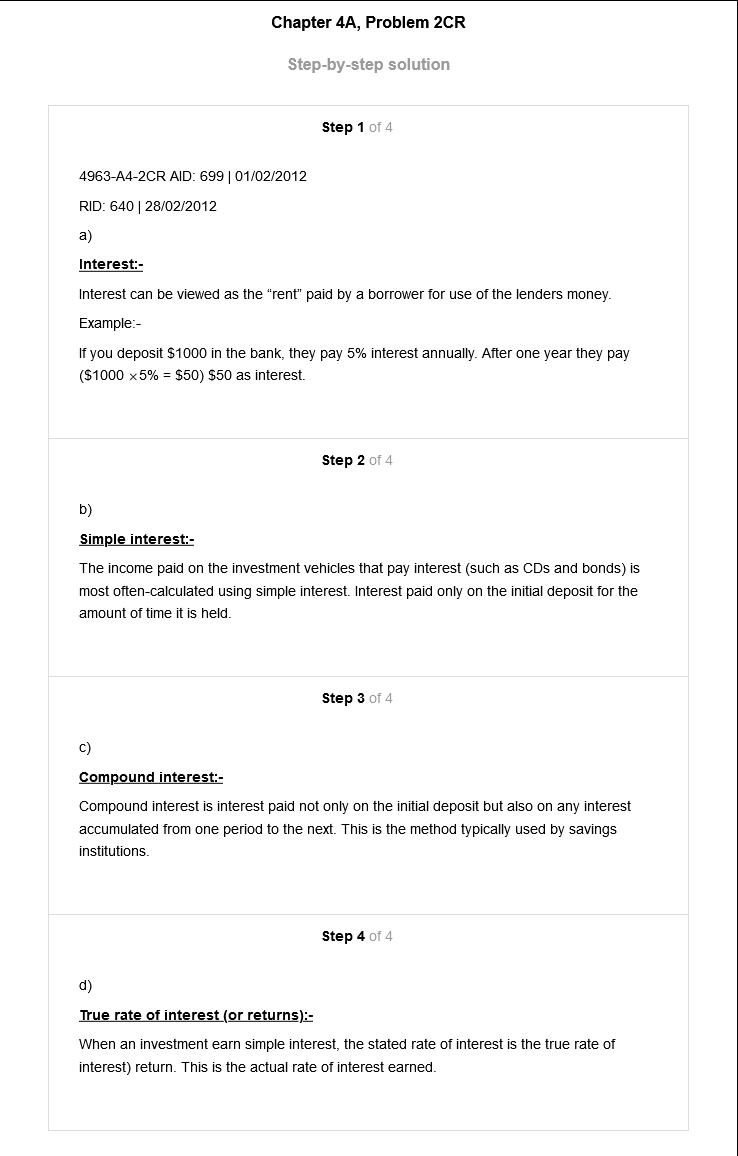 Chapter 4A, Problem 2CR
Step-by-step solution
Step 1 of 4
4963-A4-2CR AID: 699 | 01/02/2012
RID: 640 | 28/02/2012
a)
Interest:-
Interest can be viewed as the “rent” paid by a borrower for use of the lenders money.
Example:-
If you deposit $1000 in the bank, they pay 5% interest annually. After one year they pay
($1000 ×5% = $50) $50 as interest.
Step 2 of 4
b)
Simple interest:-
The income paid on the investment vehicles that pay interest (such as CDs and bonds) is
most often-calculated using simple interest. Interest paid only on the initial deposit for the
amount of time it is held.
Step 3 of 4
c)
Compound interest:-
Compound interest is interest paid not only on the initial deposit but also on any interest
accumulated from one period to the next. This is the method typically used by savings
institutions.
Step 4 of 4
d)
True rate of interest (or returns):-
When an investment earn simple interest, the stated rate of interest is the true rate of
interest) return. This is the actual rate of interest earned.